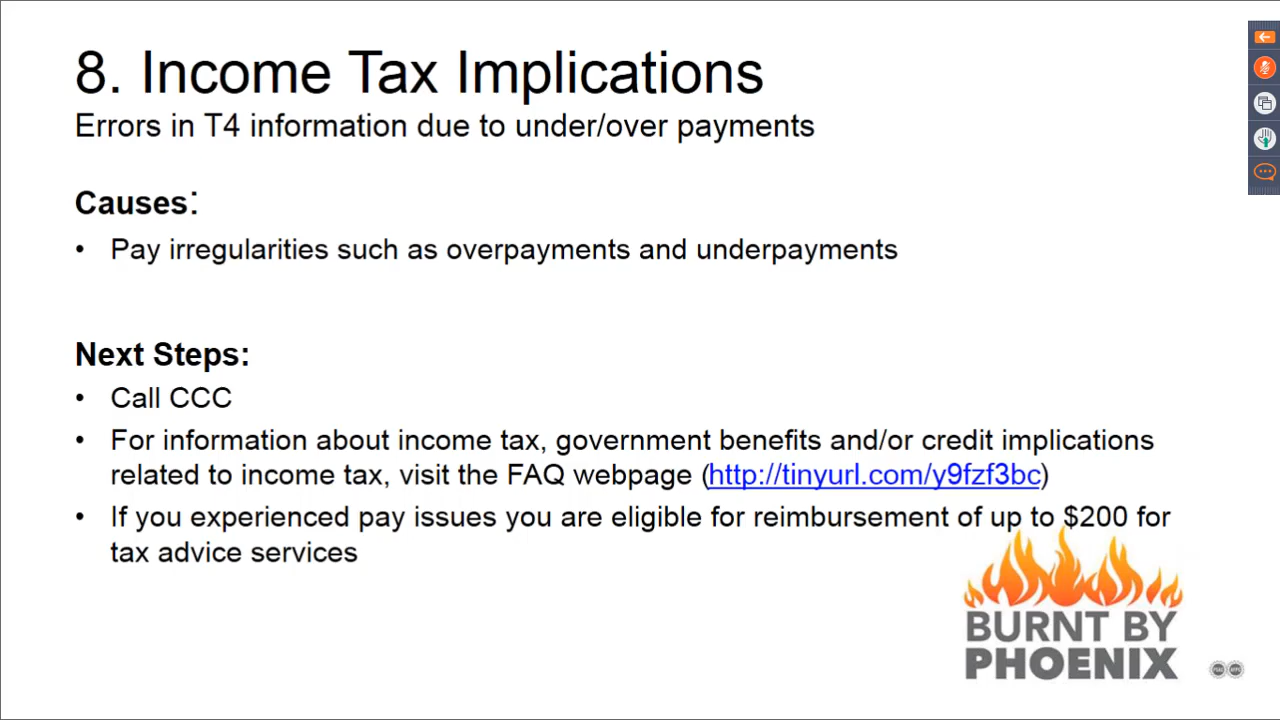 8. Income Tax Implications
Errors in T4 information due to under/over payments
Causes:
• Pay irregularities such as overpayments and underpayments
Next Steps:
• Call CCC
• For information about income tax, government benefits and/or credit implications
related to income tax, visit the FAQ webpage (http://tinyurl.com/y9fzf3bc)
• If you experienced pay issues you are eligible for reimbursement of up to $200 for
tax advice services
BURNT BY
PHOENIX